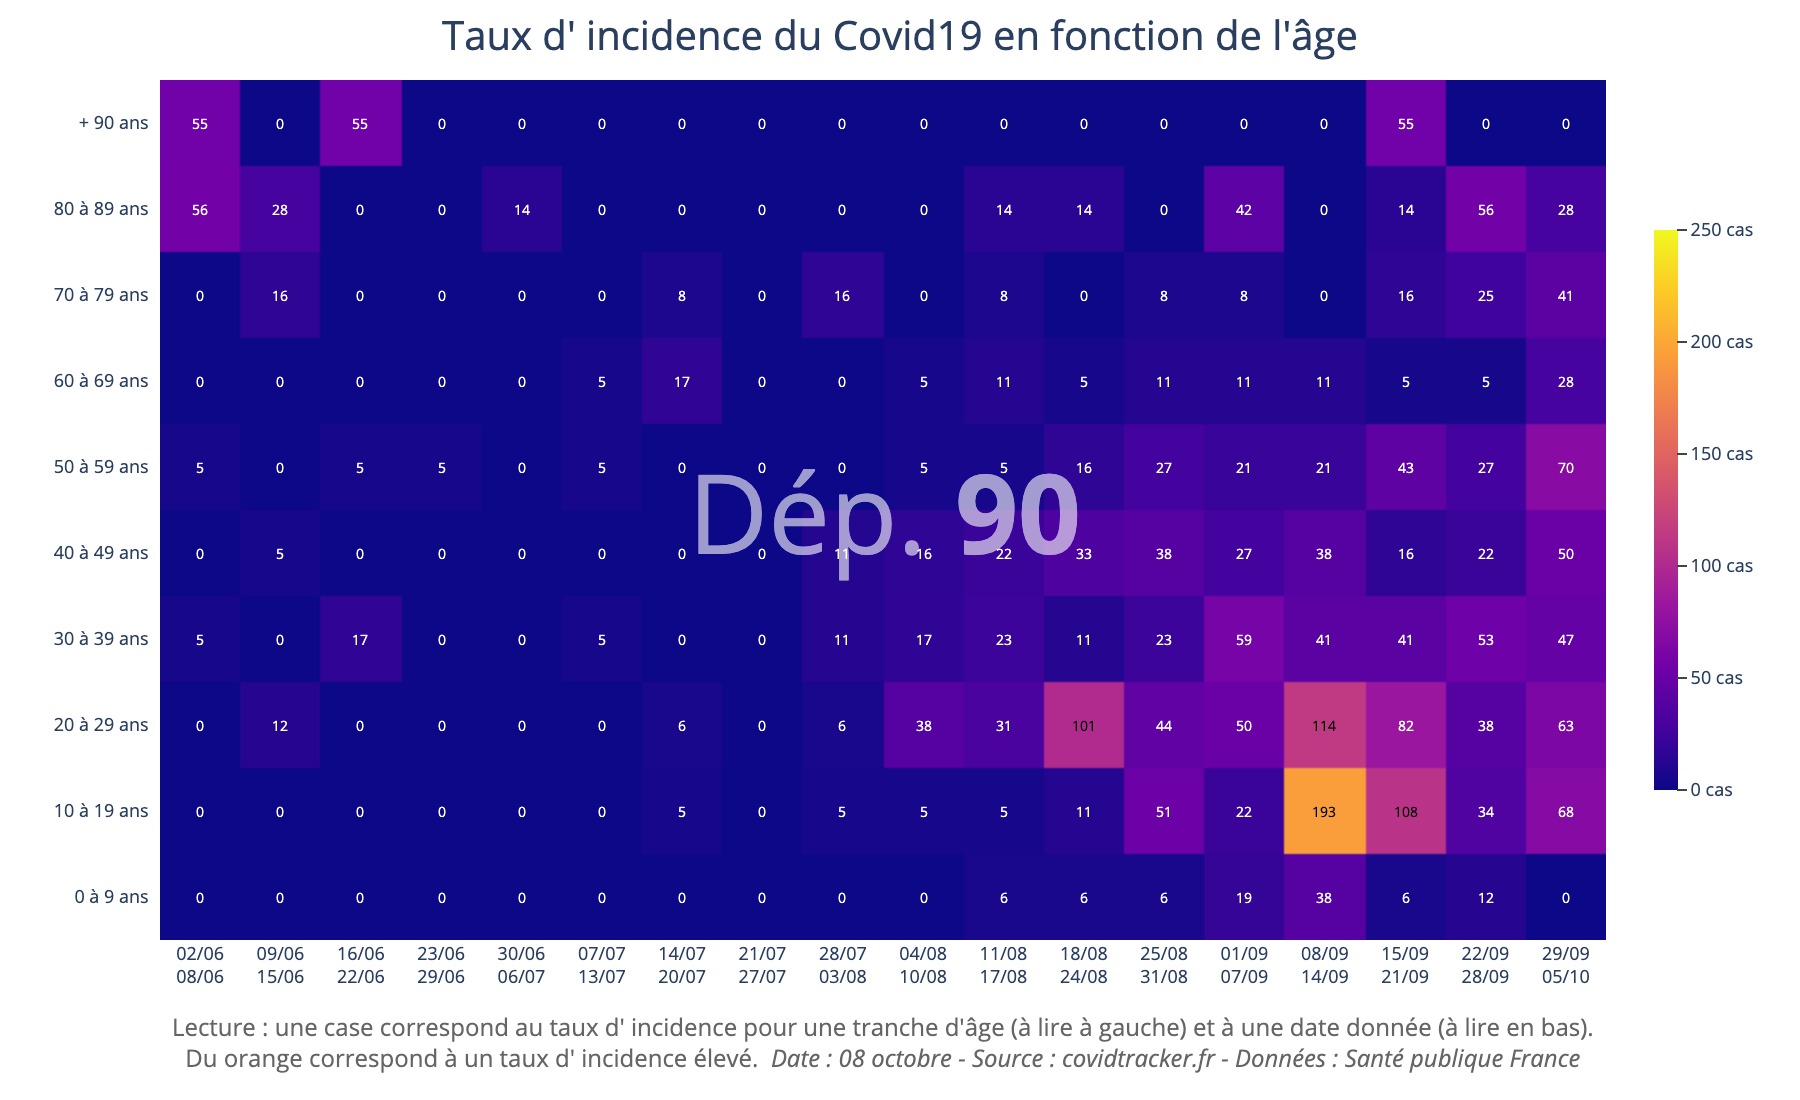 Taux d' incidence du Covid19 en fonction de l'âge
+ 90 ans 55 0 55 0 0 0 0 0 0 0 0 0 0 0 0 55 0 0
80 à 89 ans 56 28 0 0 14 0 0 0 0 0 14 14 0 42 0 14 56 28
250 cas
70 à 79 ans 0 16 0 0 0 0 8 0 16 0 8 0 8 8 0 16 25 41
200 cas
60 à 69 ans 0 0 0 0 0 5 17 0 0 5 11 5 11 11 11 5 5 28
150 cas
50 à 59 ans 5 0 5 5 0 5 0 0 0 5 5 16 27 21 21 43 27 70
Dép. 90
40 à 49 ans 0 5 0 0 0 0 0 0 11 16 22 33 38 27 38 16 22 50
100 cas
30 à 39 ans 5 0 17 0 0 5 0 0 11 17 23 11 23 59 41 41 53 47
50 cas
20 à 29 ans 0 12 0 0 0 0 6 0 6 38 31 101 44 50 114 82 38 63
0 cas
10 à 19 ans 0 0 0 0 0 0 5 0 5 5 5 11 51 22 193 108 34 68
0 à 9 ans 0 0 0 0 0 0 0 0 0 0 6 6 6 19 38 6 12 0
02/06 09/06 16/06 23/06 30/06 07/07 14/07 21/07 28/07 04/08 11/08 18/08 25/08 01/09 08/09 15/09 22/09 29/09
08/06 15/06 22/06 29/06 06/07 13/07 20/07 27/07 03/08 10/08 17/08 24/08 31/08 07/09 14/09 21/09 28/09 05/10
Lecture : une case correspond au taux d' incidence pour une tranche d'âge (à lire à gauche) et à une date donnée (à lire en bas).
Du orange correspond à un taux d' incidence élevé. Date : 08 octobre - Source : covidtracker.fr - Données : Santé publique France